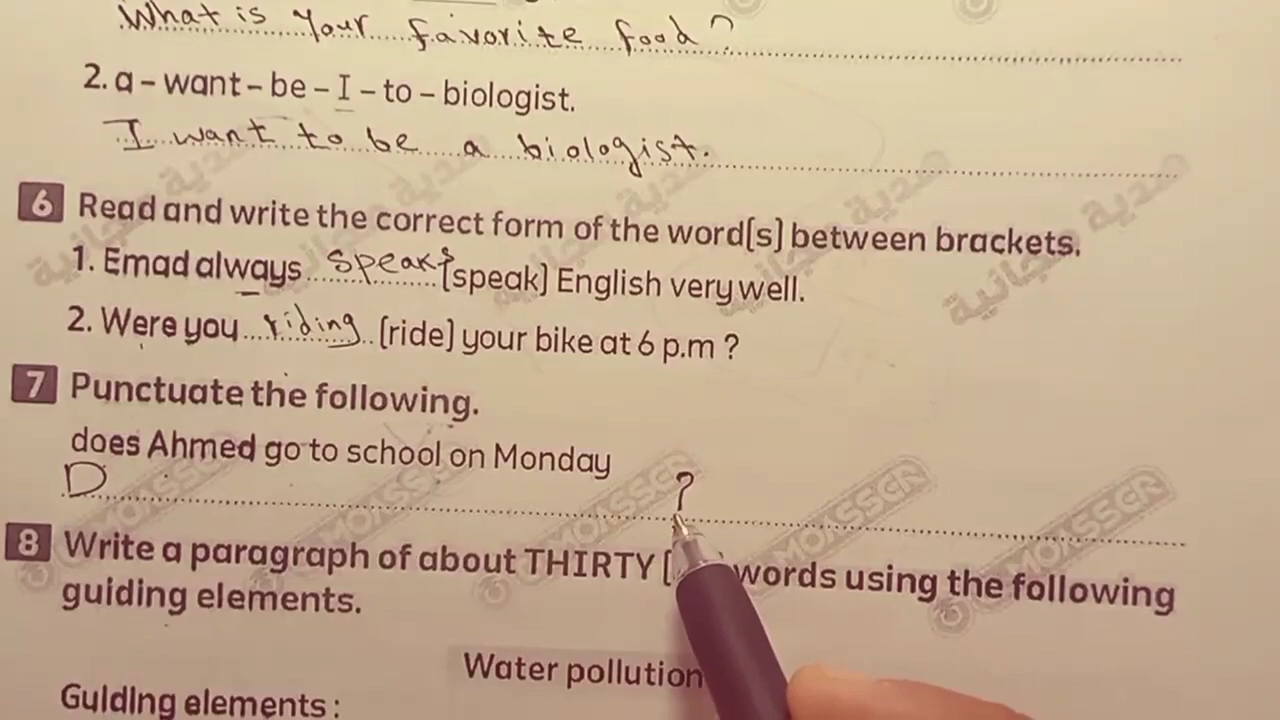 What is your favorite food?
2. a – want – be – I – to – biologist.
I want to be a biologist.
6 Read and write the correct form of the word(s) between brackets.
1. Emad always speaks [speak] English very well.
2. Were you riding [ride] your bike at 6 p.m ?
7 Punctuate the following.
does Ahmed go to school on Monday
D ?
8 Write a paragraph of about THIRTY [ words using the following
guiding elements.
Water pollution
Guiding elements :